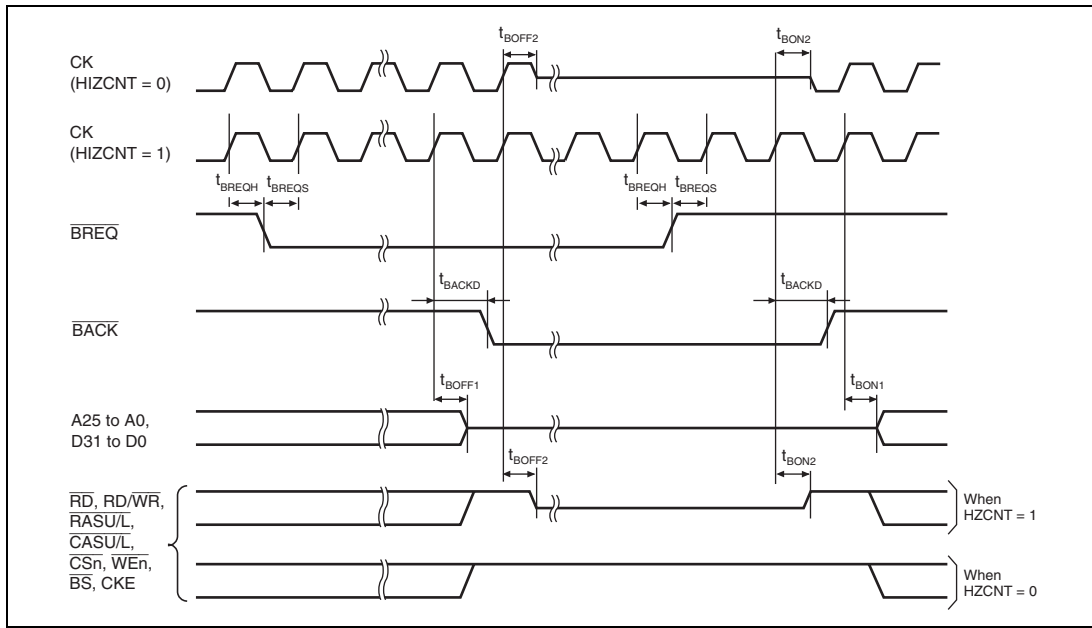 tBOFF2
tBON2
CK
(HIZCNT = 0)
CK
(HIZCNT = 1)
tBREQH
tBREQS
tBREQH
tBREQS
BREQ
tBACKD
tBACKD
BACK
tBOFF1
tBON1
A25 to A0,
D31 to D0
tBOFF2
tBON2
RD, RD/WR,
RASU/L,
CASU/L,
CSn, WEn,
BS, CKE
When
HZCNT = 1
When
HZCNT = 0